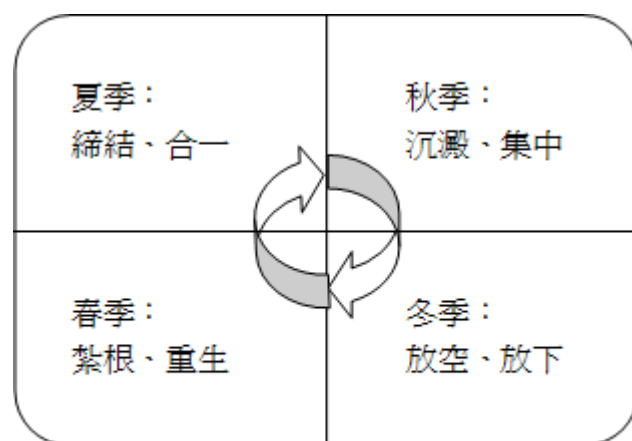 夏季：
締結、合一
秋季：
沉澱、集中
春季：
紮根、重生
冬季：
放空、放下